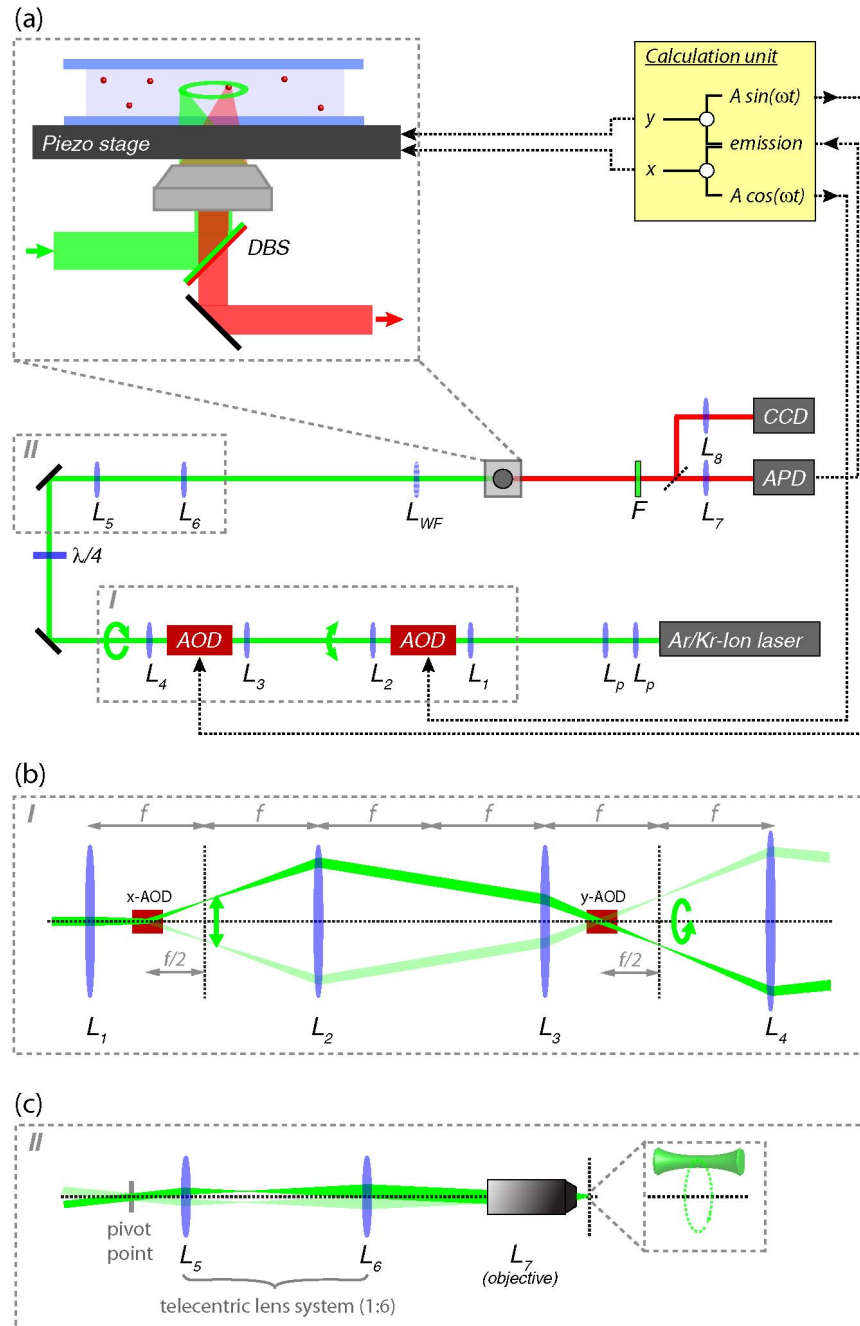 (a)
Calculation unit
A sin(ωt)
y
emission
x
A cos(ωt)
Piezo stage
DBS
II
CCD
L8
APD
L5
L6
LWF
F
L7
λ/4
I
AOD
AOD
Ar/Kr-Ion laser
L4
L3
L2
L1
Lp
Lp
(b)
I
f
f
f
f
f
f
x-AOD
y-AOD
f/2
f/2
L1
L2
L3
L4
(c)
II
pivot
point
L5
L6
L7
(objective)
telecentric lens system (1:6)